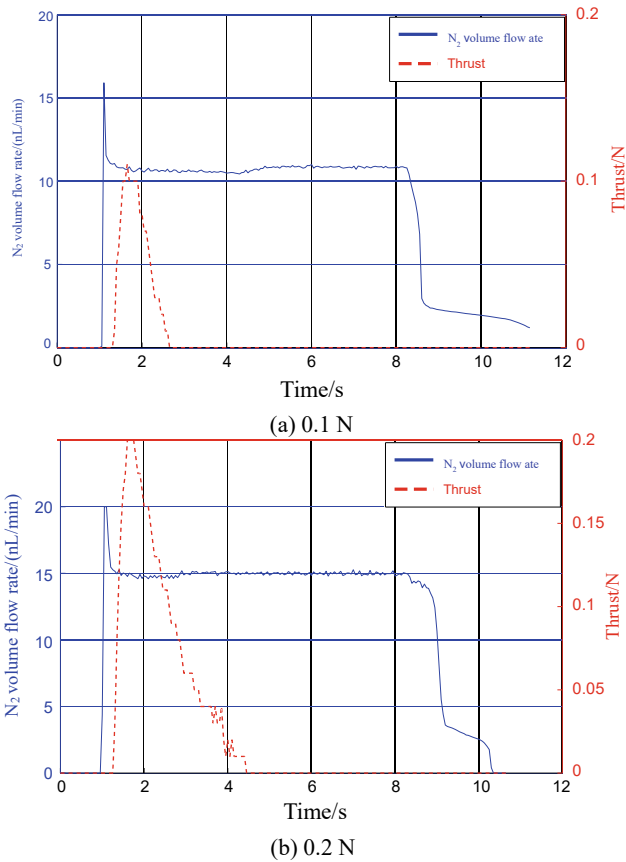 20
15
10
5
0
N₂ volume flow rate/(nL/min)
N₂ volume flow ate
Thrust
0.2
0.1
0
Thrust/N
0 2 4 6 8 10 12
Time/s
(a) 0.1 N
20
15
10
5
0
N₂ volume flow rate/(nL/min)
N₂ volume flow ate
Thrust
0.2
0.15
0.1
0.05
0
Thrust/N
0 2 4 6 8 10 12
Time/s
(b) 0.2 N